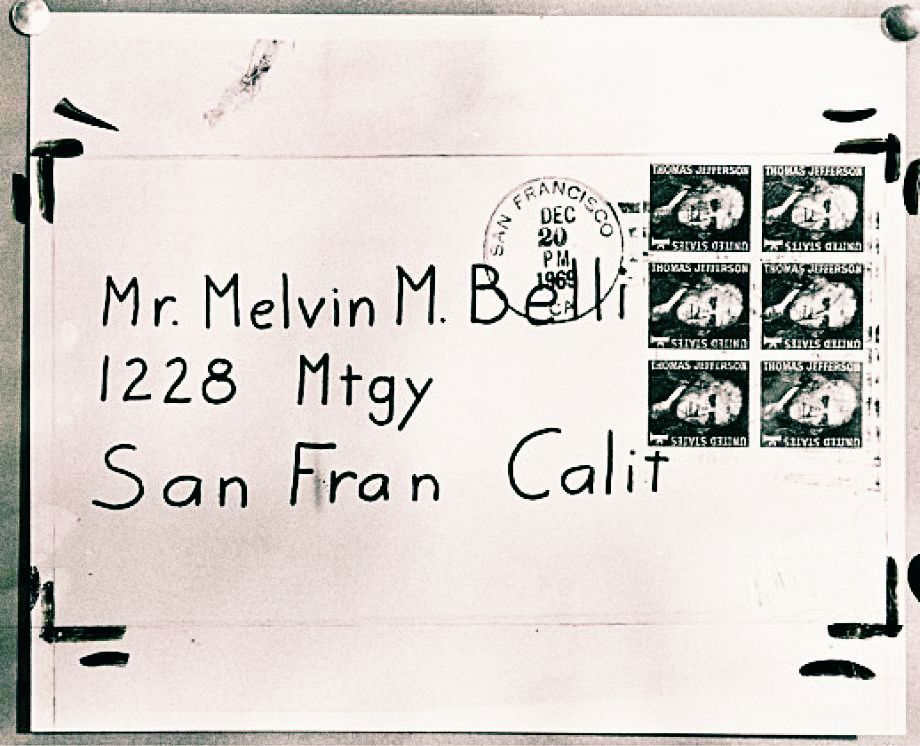 SAN FRANCISCO
DEC
20
PM
1969
CA
THOMAS JEFFERSON THOMAS JEFFERSON
UNITED STATES UNITED STATES
THOMAS JEFFERSON THOMAS JEFFERSON
UNITED STATES UNITED STATES
THOMAS JEFFERSON THOMAS JEFFERSON
UNITED STATES UNITED STATES
Mr. Melvin M. Belli
1228 Mtgy
San Fran Calif